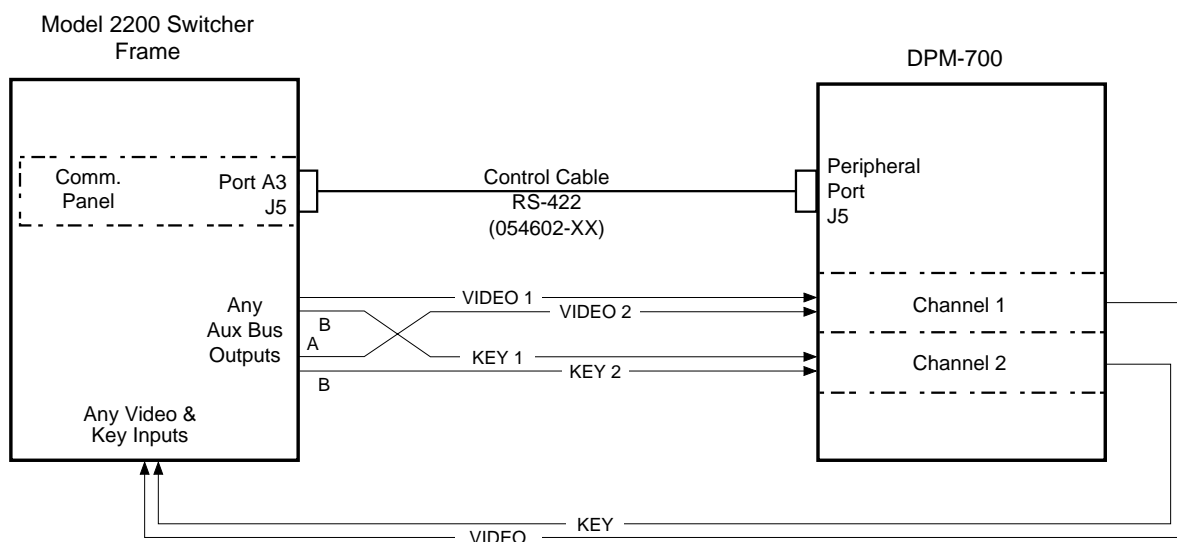 Model 2200 Switcher
Frame
DPM-700
Comm.
Panel
Port A3
J5
Control Cable
RS-422
(054602-XX)
Peripheral
Port
J5
Any
Aux Bus
Outputs
VIDEO 1
B
VIDEO 2
A
KEY 1
B
KEY 2
Channel 1
Channel 2
Any Video &
Key Inputs
KEY
VIDEO